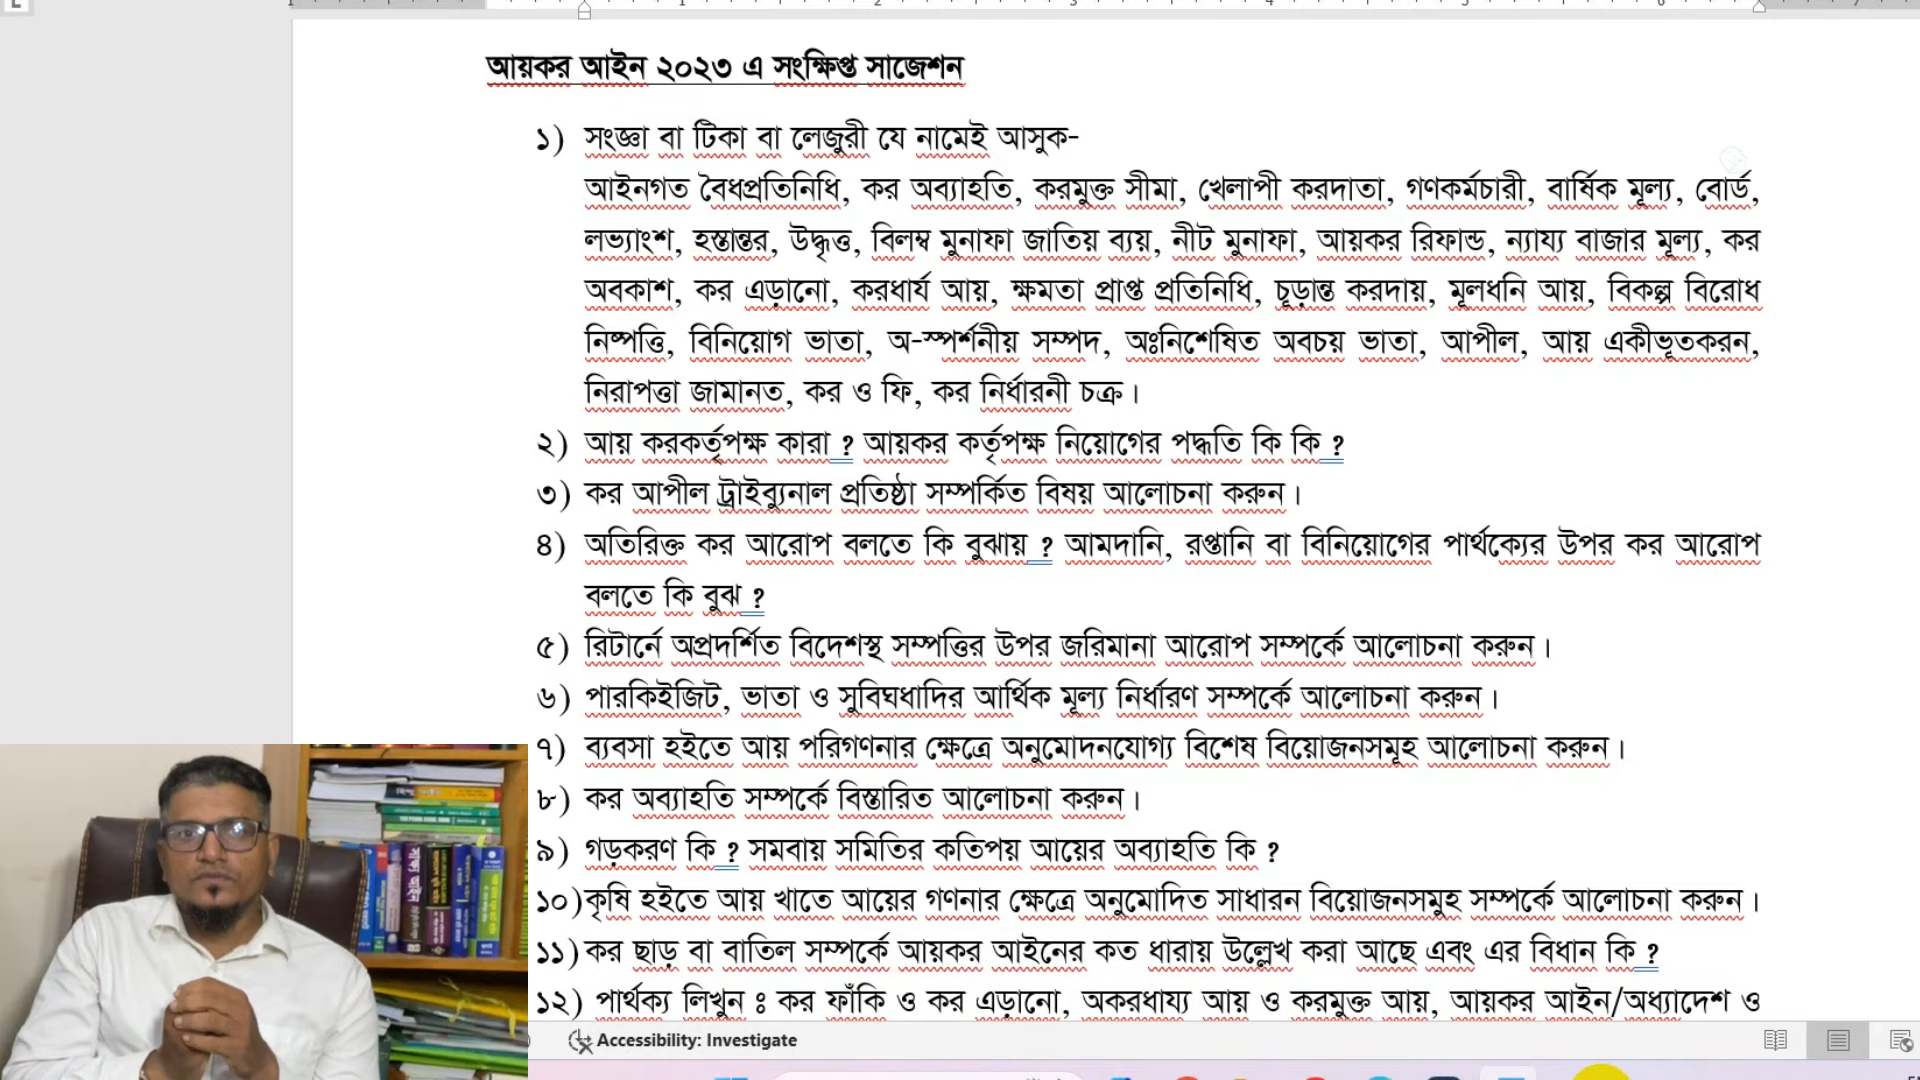 আয়কর আইন ২০২৩ এ সংক্ষিপ্ত সাজেশন
১) সংজ্ঞা বা টিকা বা লেজুরী যে নামেই আসুক-
আইনগত বৈধপ্রতিনিধি, কর অব্যাহতি, করমুক্ত সীমা, খেলাপী করদাতা, গণকর্মচারী, বার্ষিক মূল্য, বোর্ড,
লভ্যাংশ, হস্তান্তর, উদ্ধৃত্ত, বিলম্ব মুনাফা জাতিয় ব্যয়, নীট মুনাফা, আয়কর রিফান্ড, ন্যায্য বাজার মূল্য, কর
অবকাশ, কর এড়ানো, করধার্য আয়, ক্ষমতা প্রাপ্ত প্রতিনিধি, চূড়ান্ত করদায়, মূলধনি আয়, বিকল্প বিরোধ
নিষ্পত্তি, বিনিয়োগ ভাতা, অ-স্পর্শনীয় সম্পদ, অঃনিশেষিত অবচয় ভাতা, আপীল, আয় একীভূতকরন,
নিরাপত্তা জামানত, কর ও ফি, কর নির্ধারনী চক্র।
২) আয় করকর্তৃপক্ষ কারা ? আয়কর কর্তৃপক্ষ নিয়োগের পদ্ধতি কি কি ?
৩) কর আপীল ট্রাইব্যুনাল প্রতিষ্ঠা সম্পর্কিত বিষয় আলোচনা করুন।
৪) অতিরিক্ত কর আরোপ বলতে কি বুঝায় ? আমদানি, রপ্তানি বা বিনিয়োগের পার্থক্যের উপর কর আরোপ
বলতে কি বুঝ ?
৫) রিটার্নে অপ্রদর্শিত বিদেশস্থ সম্পত্তির উপর জরিমানা আরোপ সম্পর্কে আলোচনা করুন।
৬) পারকিইজিট, ভাতা ও সুবিঘধাদির আর্থিক মূল্য নির্ধারণ সম্পর্কে আলোচনা করুন।
৭) ব্যবসা হইতে আয় পরিগণনার ক্ষেত্রে অনুমোদনযোগ্য বিশেষ বিয়োজনসমূহ আলোচনা করুন।
৮) কর অব্যাহতি সম্পর্কে বিস্তারিত আলোচনা করুন।
৯) গড়করণ কি ? সমবায় সমিতির কতিপয় আয়ের অব্যাহতি কি ?
১০) কৃষি হইতে আয় খাতে আয়ের গণনার ক্ষেত্রে অনুমোদিত সাধারন বিয়োজনসমুহ সম্পর্কে আলোচনা করুন।
১১) কর ছাড় বা বাতিল সম্পর্কে আয়কর আইনের কত ধারায় উল্লেখ করা আছে এবং এর বিধান কি ?
১২) পার্থক্য লিখুন ঃ কর ফাঁকি ও কর এড়ানো, অকরধায্য আয় ও করমুক্ত আয়, আয়কর আইন/অধ্যাদেশ ও
Accessibility: Investigate